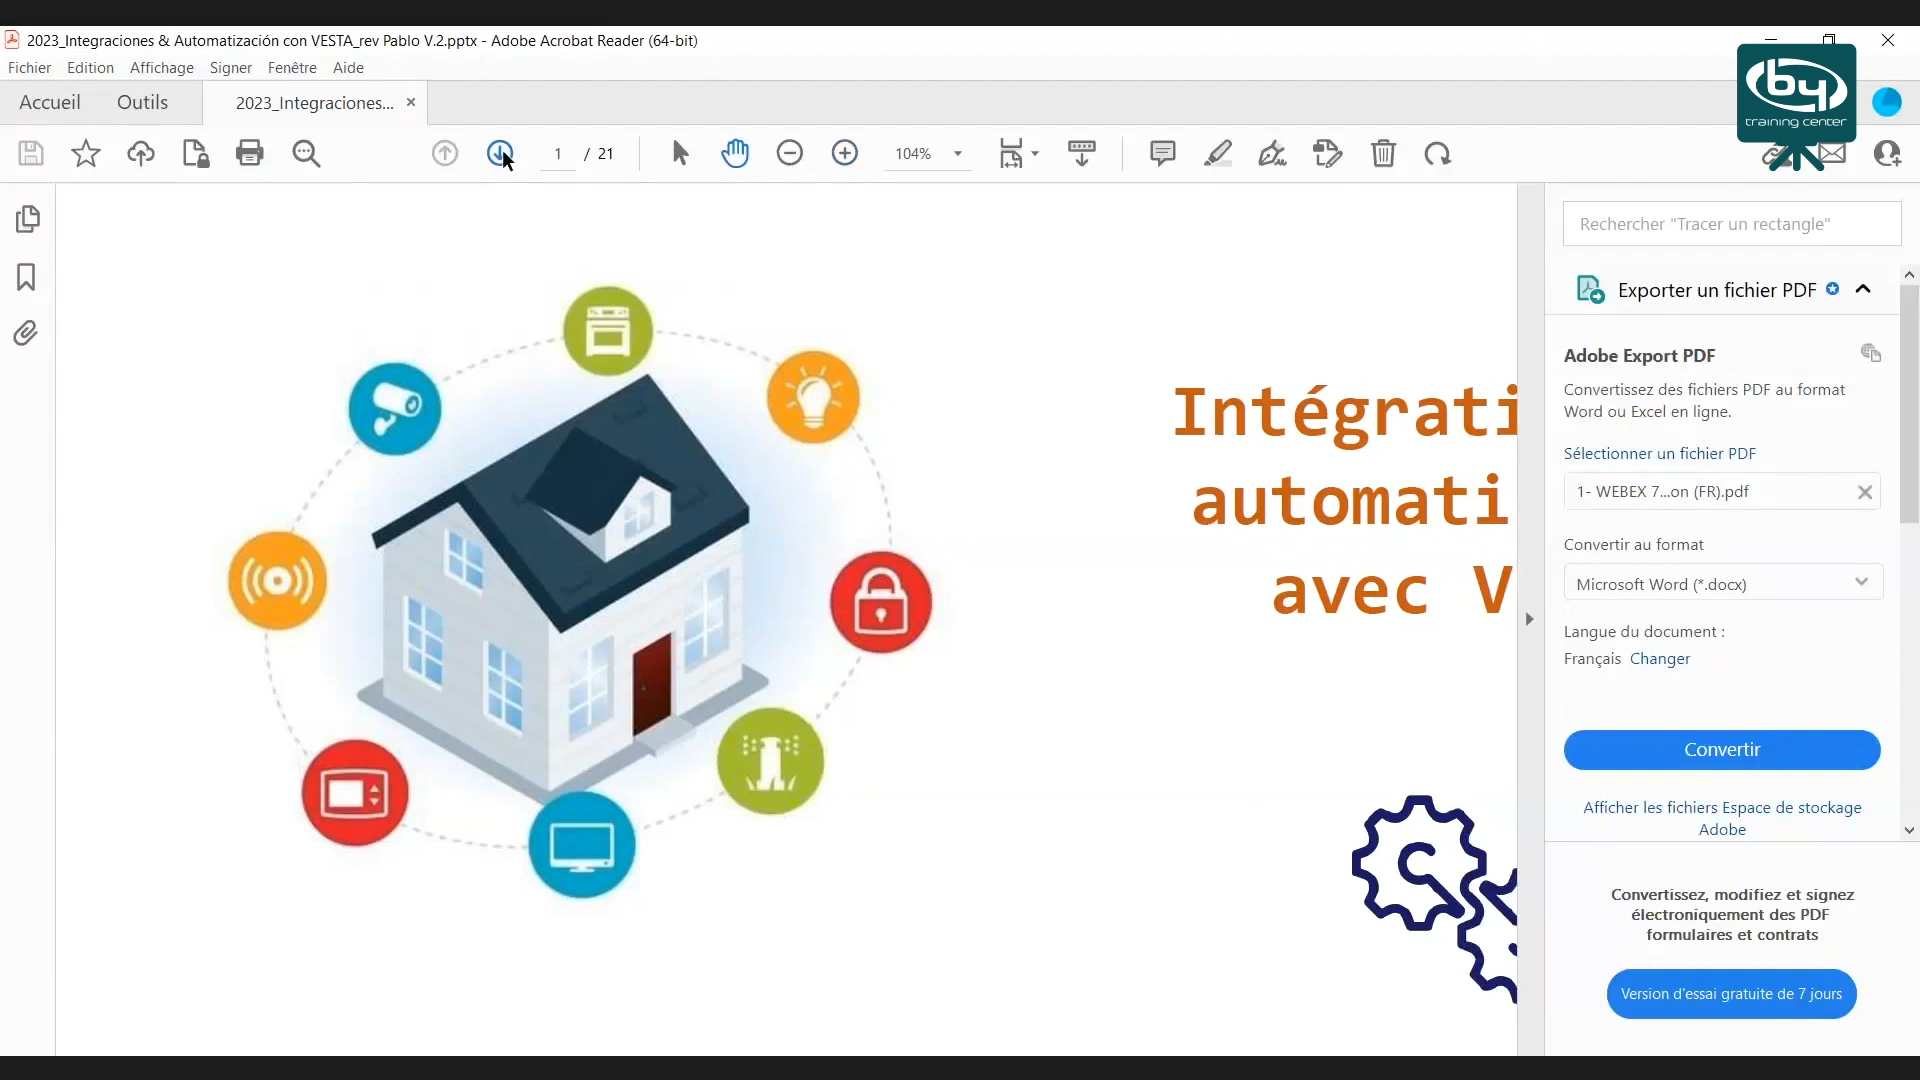 2023_Integraciones & Automatización con VESTA_rev Pablo V.2.pptx - Adobe Acrobat Reader (64-bit)
Fichier Edition Affichage Signer Fenêtre Aide
Accueil Outils 2023_Integraciones... ×
by
training center
1 / 21 104%
Rechercher "Tracer un rectangle"
Exporter un fichier PDF
Adobe Export PDF
Convertissez des fichiers PDF au format
Word ou Excel en ligne.
Sélectionner un fichier PDF
1- WEBEX 7...on (FR).pdf
Convertir au format
Microsoft Word (*.docx)
Langue du document :
Français Changer
Convertir
Afficher les fichiers Espace de stockage
Adobe
Convertissez, modifiez et signez
électroniquement des PDF
formulaires et contrats
Version d'essai gratuite de 7 jours
Intégrati
automati
avec V